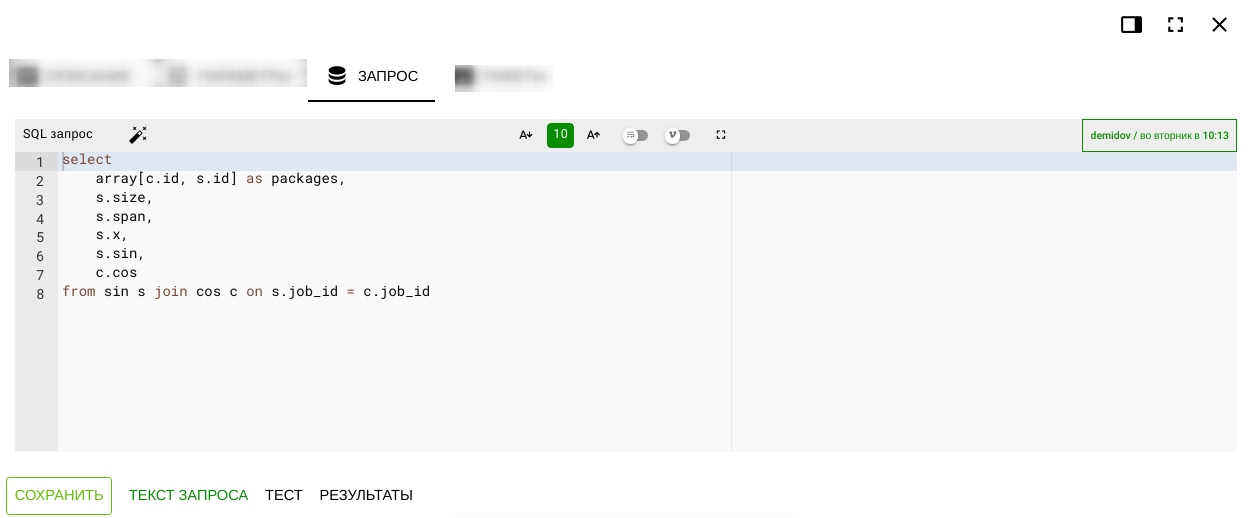 ЗАПРОС
SQL запрос A 10 A demidov / во вторник в 10:13
1 select
2     array[c.id, s.id] as packages,
3     s.size,
4     s.span,
5     s.x,
6     s.sin,
7     c.cos
8 from sin s join cos c on s.job_id = c.job_id
СОХРАНИТЬ ТЕКСТ ЗАПРОСА ТЕСТ РЕЗУЛЬТАТЫ